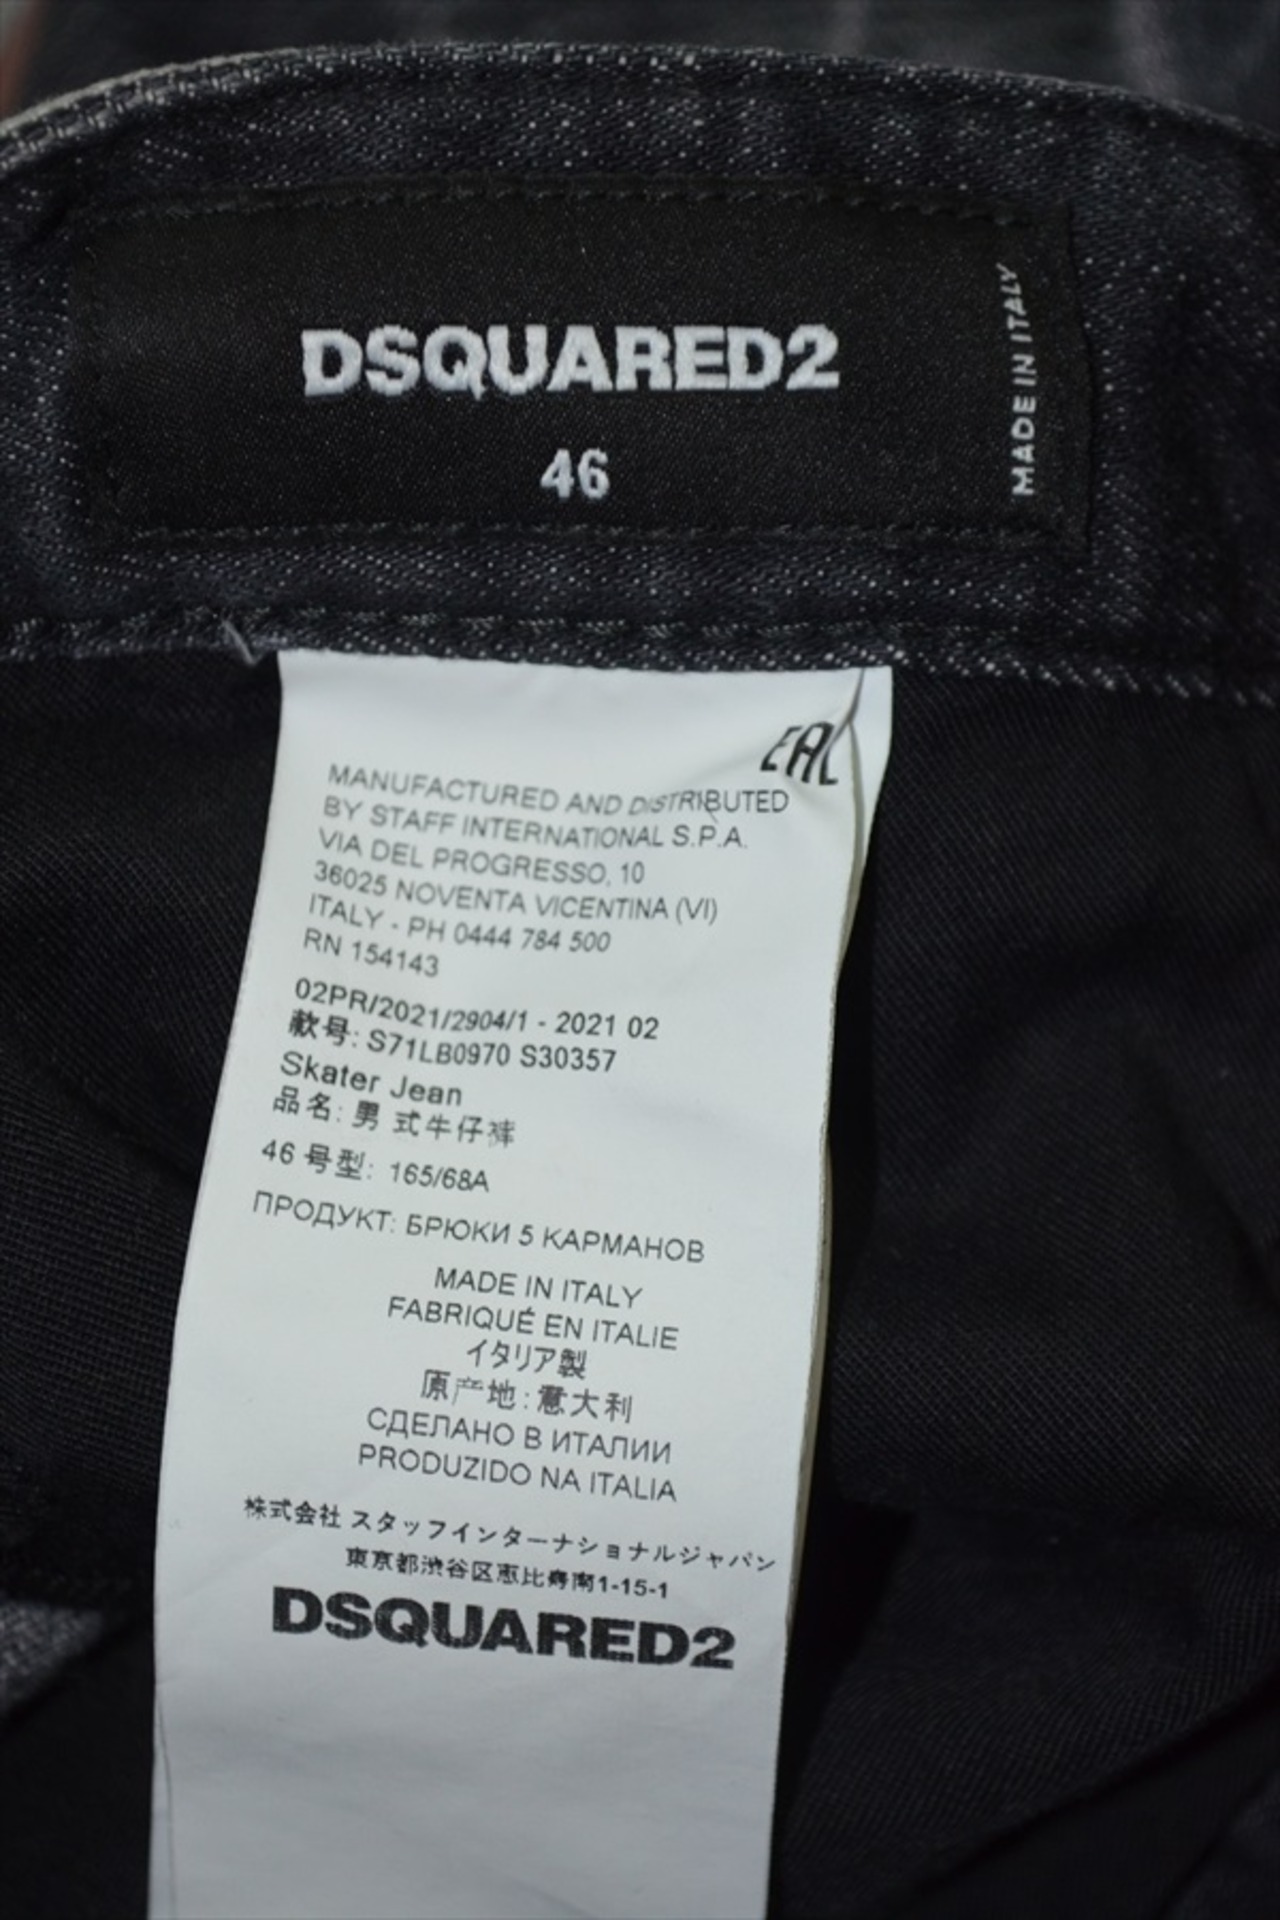 DSQUARED2
46
MADE IN ITALY
EAC
MANUFACTURED AND DISTRIBUTED
BY STAFF INTERNATIONAL S.P.A.
VIA DEL PROGRESSO, 10
36025 NOVENTA VICENTINA (VI)
ITALY - PH 0444 784 500
RN 154143
02PR/2021/2904/1 - 2021 02
款号: S71LB0970 S30357
Skater Jean
品名: 男 式牛仔裤
46 号型: 165/68A
ПРОДУКТ: БРЮКИ 5 КАРМАНОВ
MADE IN ITALY
FABRIQUÉ EN ITALIE
イタリア製
原产地: 意大利
СДЕЛАНО В ИТАЛИИ
PRODUZIDO NA ITALIA
株式会社 スタッフインターナショナルジャパン
東京都渋谷区恵比寿南1-15-1
DSQUARED2